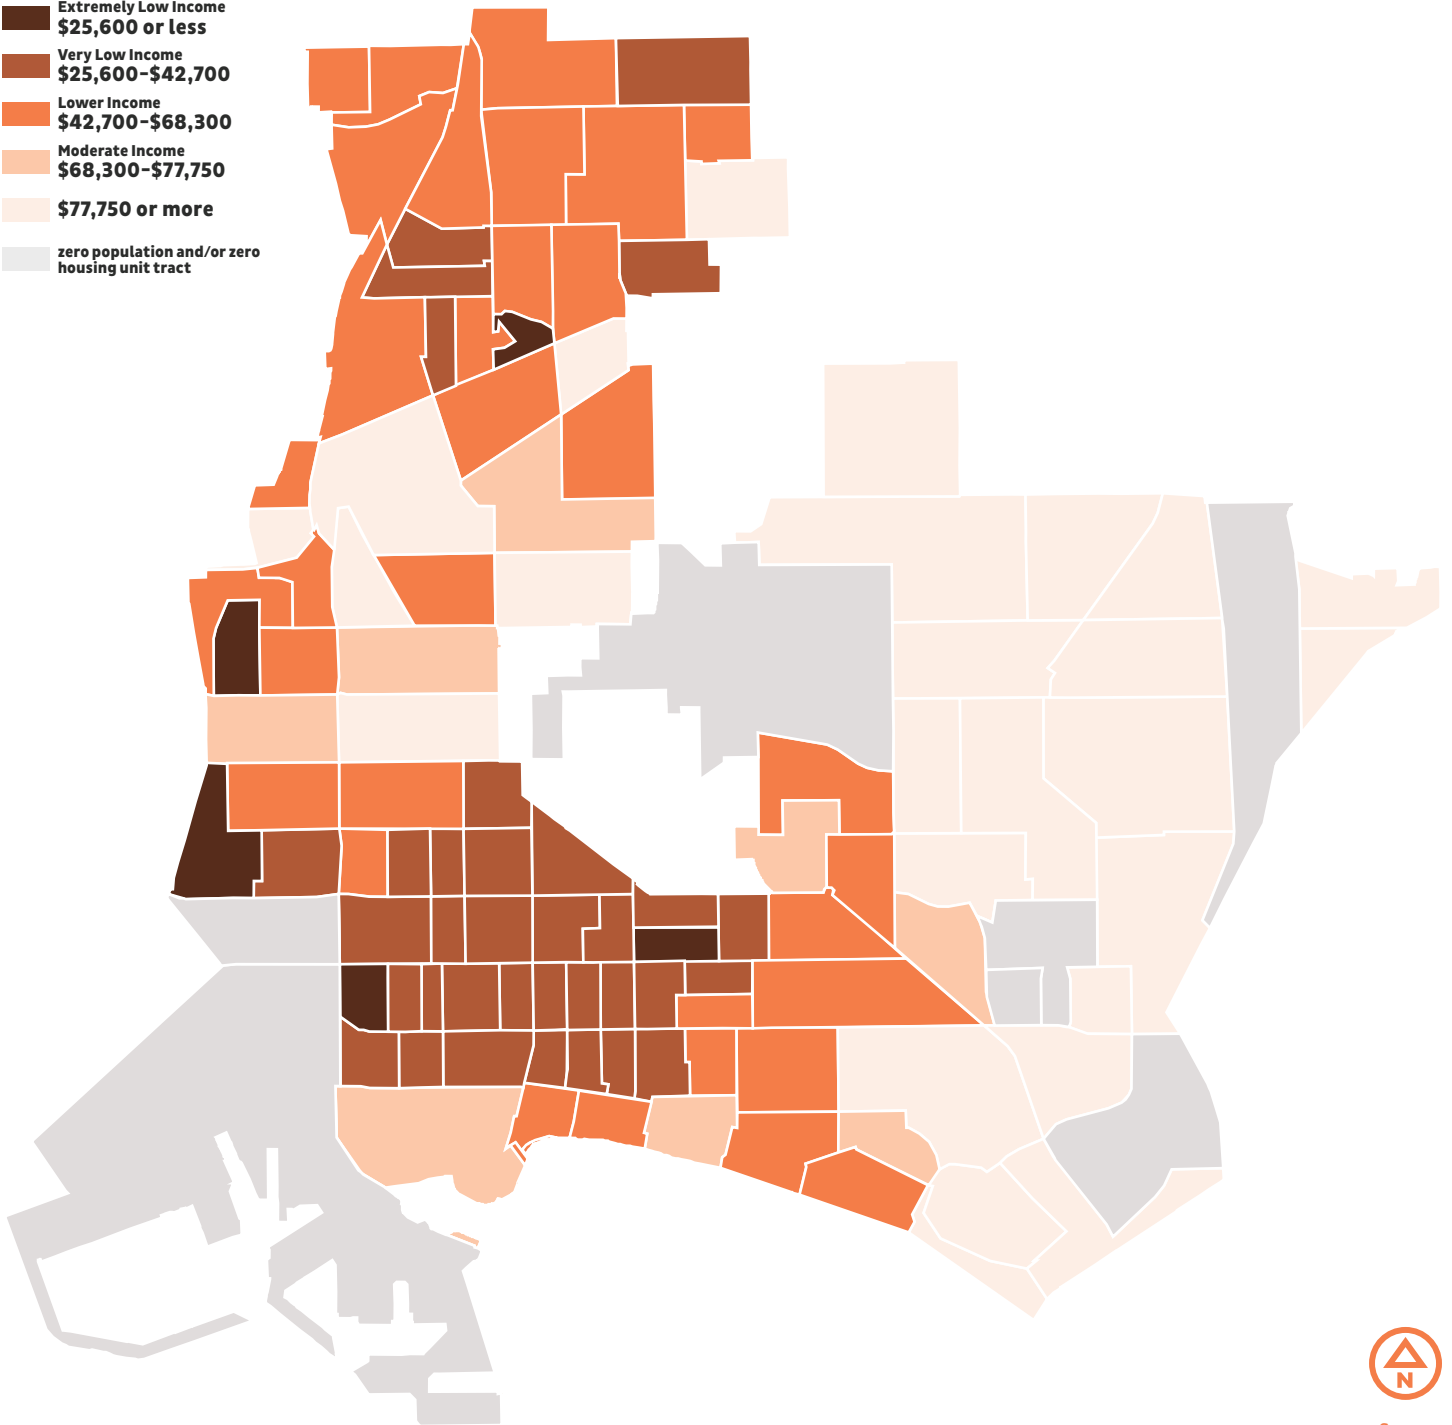 Extremely Low Income
$25,600 or less
Very Low Income
$25,600-$42,700
Lower Income
$42,700-$68,300
Moderate Income
$68,300-$77,750
$77,750 or more
zero population and/or zero
housing unit tract
N